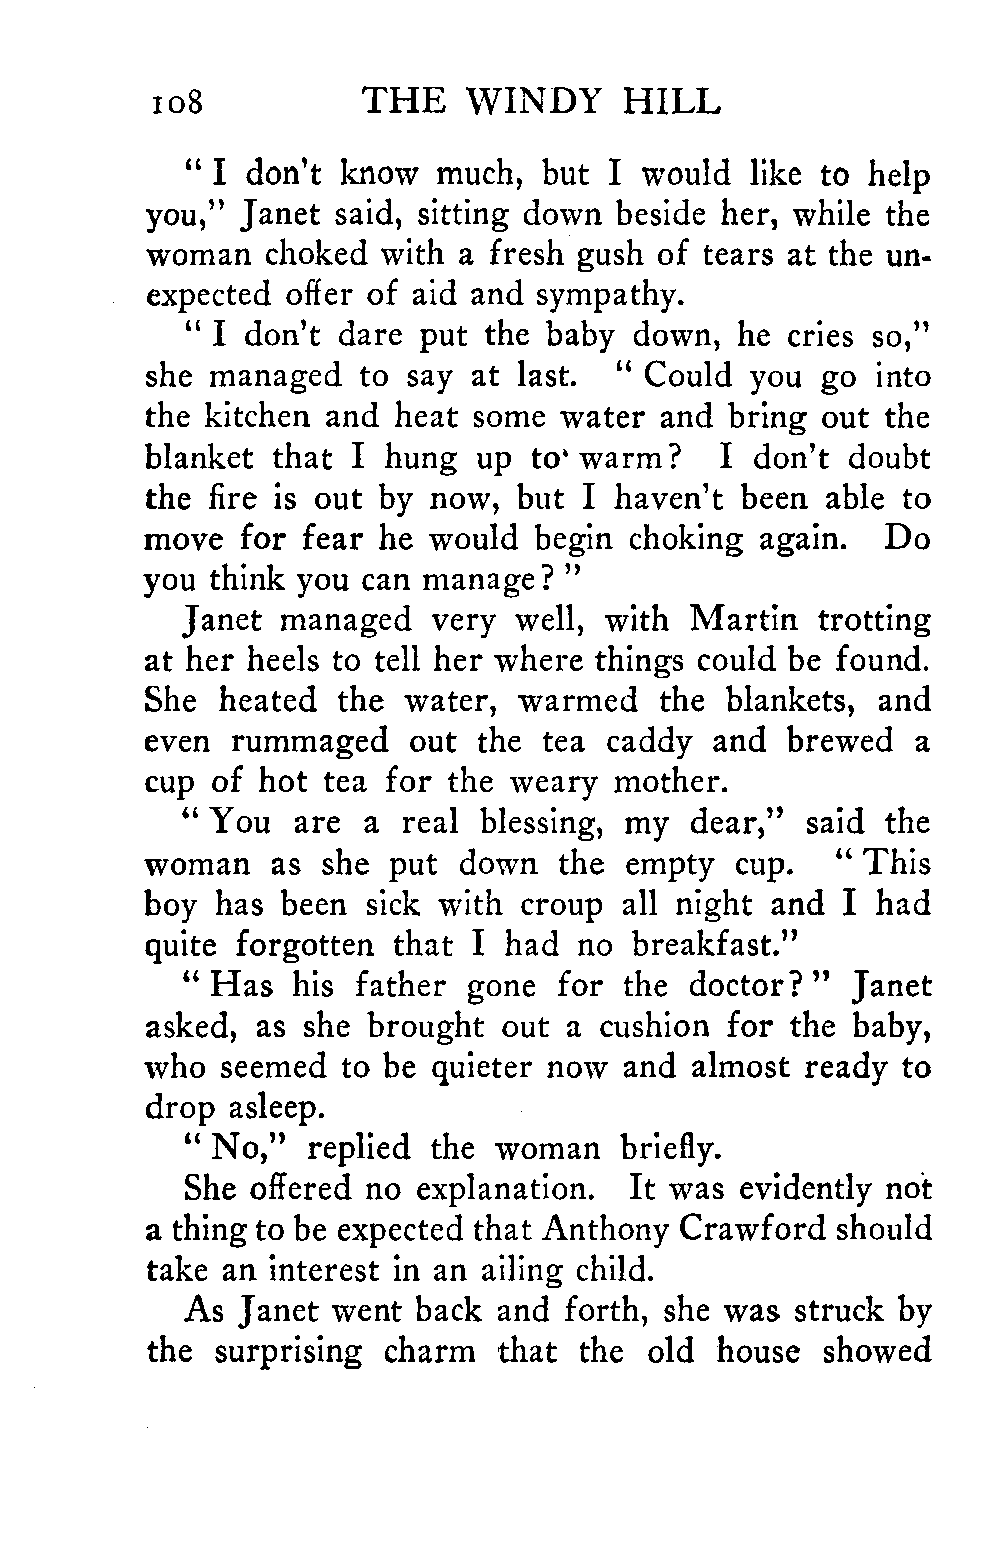 108 THE WINDY HILL
" I don't know much, but I would like to help
you," Janet said, sitting down beside her, while the
woman choked with a fresh gush of tears at the un-
expected offer of aid and sympathy.
" I don't dare put the baby down, he cries so,"
she managed to say at last. " Could you go into
the kitchen and heat some water and bring out the
blanket that I hung up to warm? I don't doubt
the fire is out by now, but I haven't been able to
move for fear he would begin choking again. Do
you think you can manage? "
Janet managed very well, with Martin trotting
at her heels to tell her where things could be found.
She heated the water, warmed the blankets, and
even rummaged out the tea caddy and brewed a
cup of hot tea for the weary mother.
" You are a real blessing, my dear," said the
woman as she put down the empty cup. " This
boy has been sick with croup all night and I had
quite forgotten that I had no breakfast."
" Has his father gone for the doctor? " Janet
asked, as she brought out a cushion for the baby,
who seemed to be quieter now and almost ready to
drop asleep.
" No," replied the woman briefly.
She offered no explanation. It was evidently not
a thing to be expected that Anthony Crawford should
take an interest in an ailing child.
As Janet went back and forth, she was struck by
the surprising charm that the old house showed